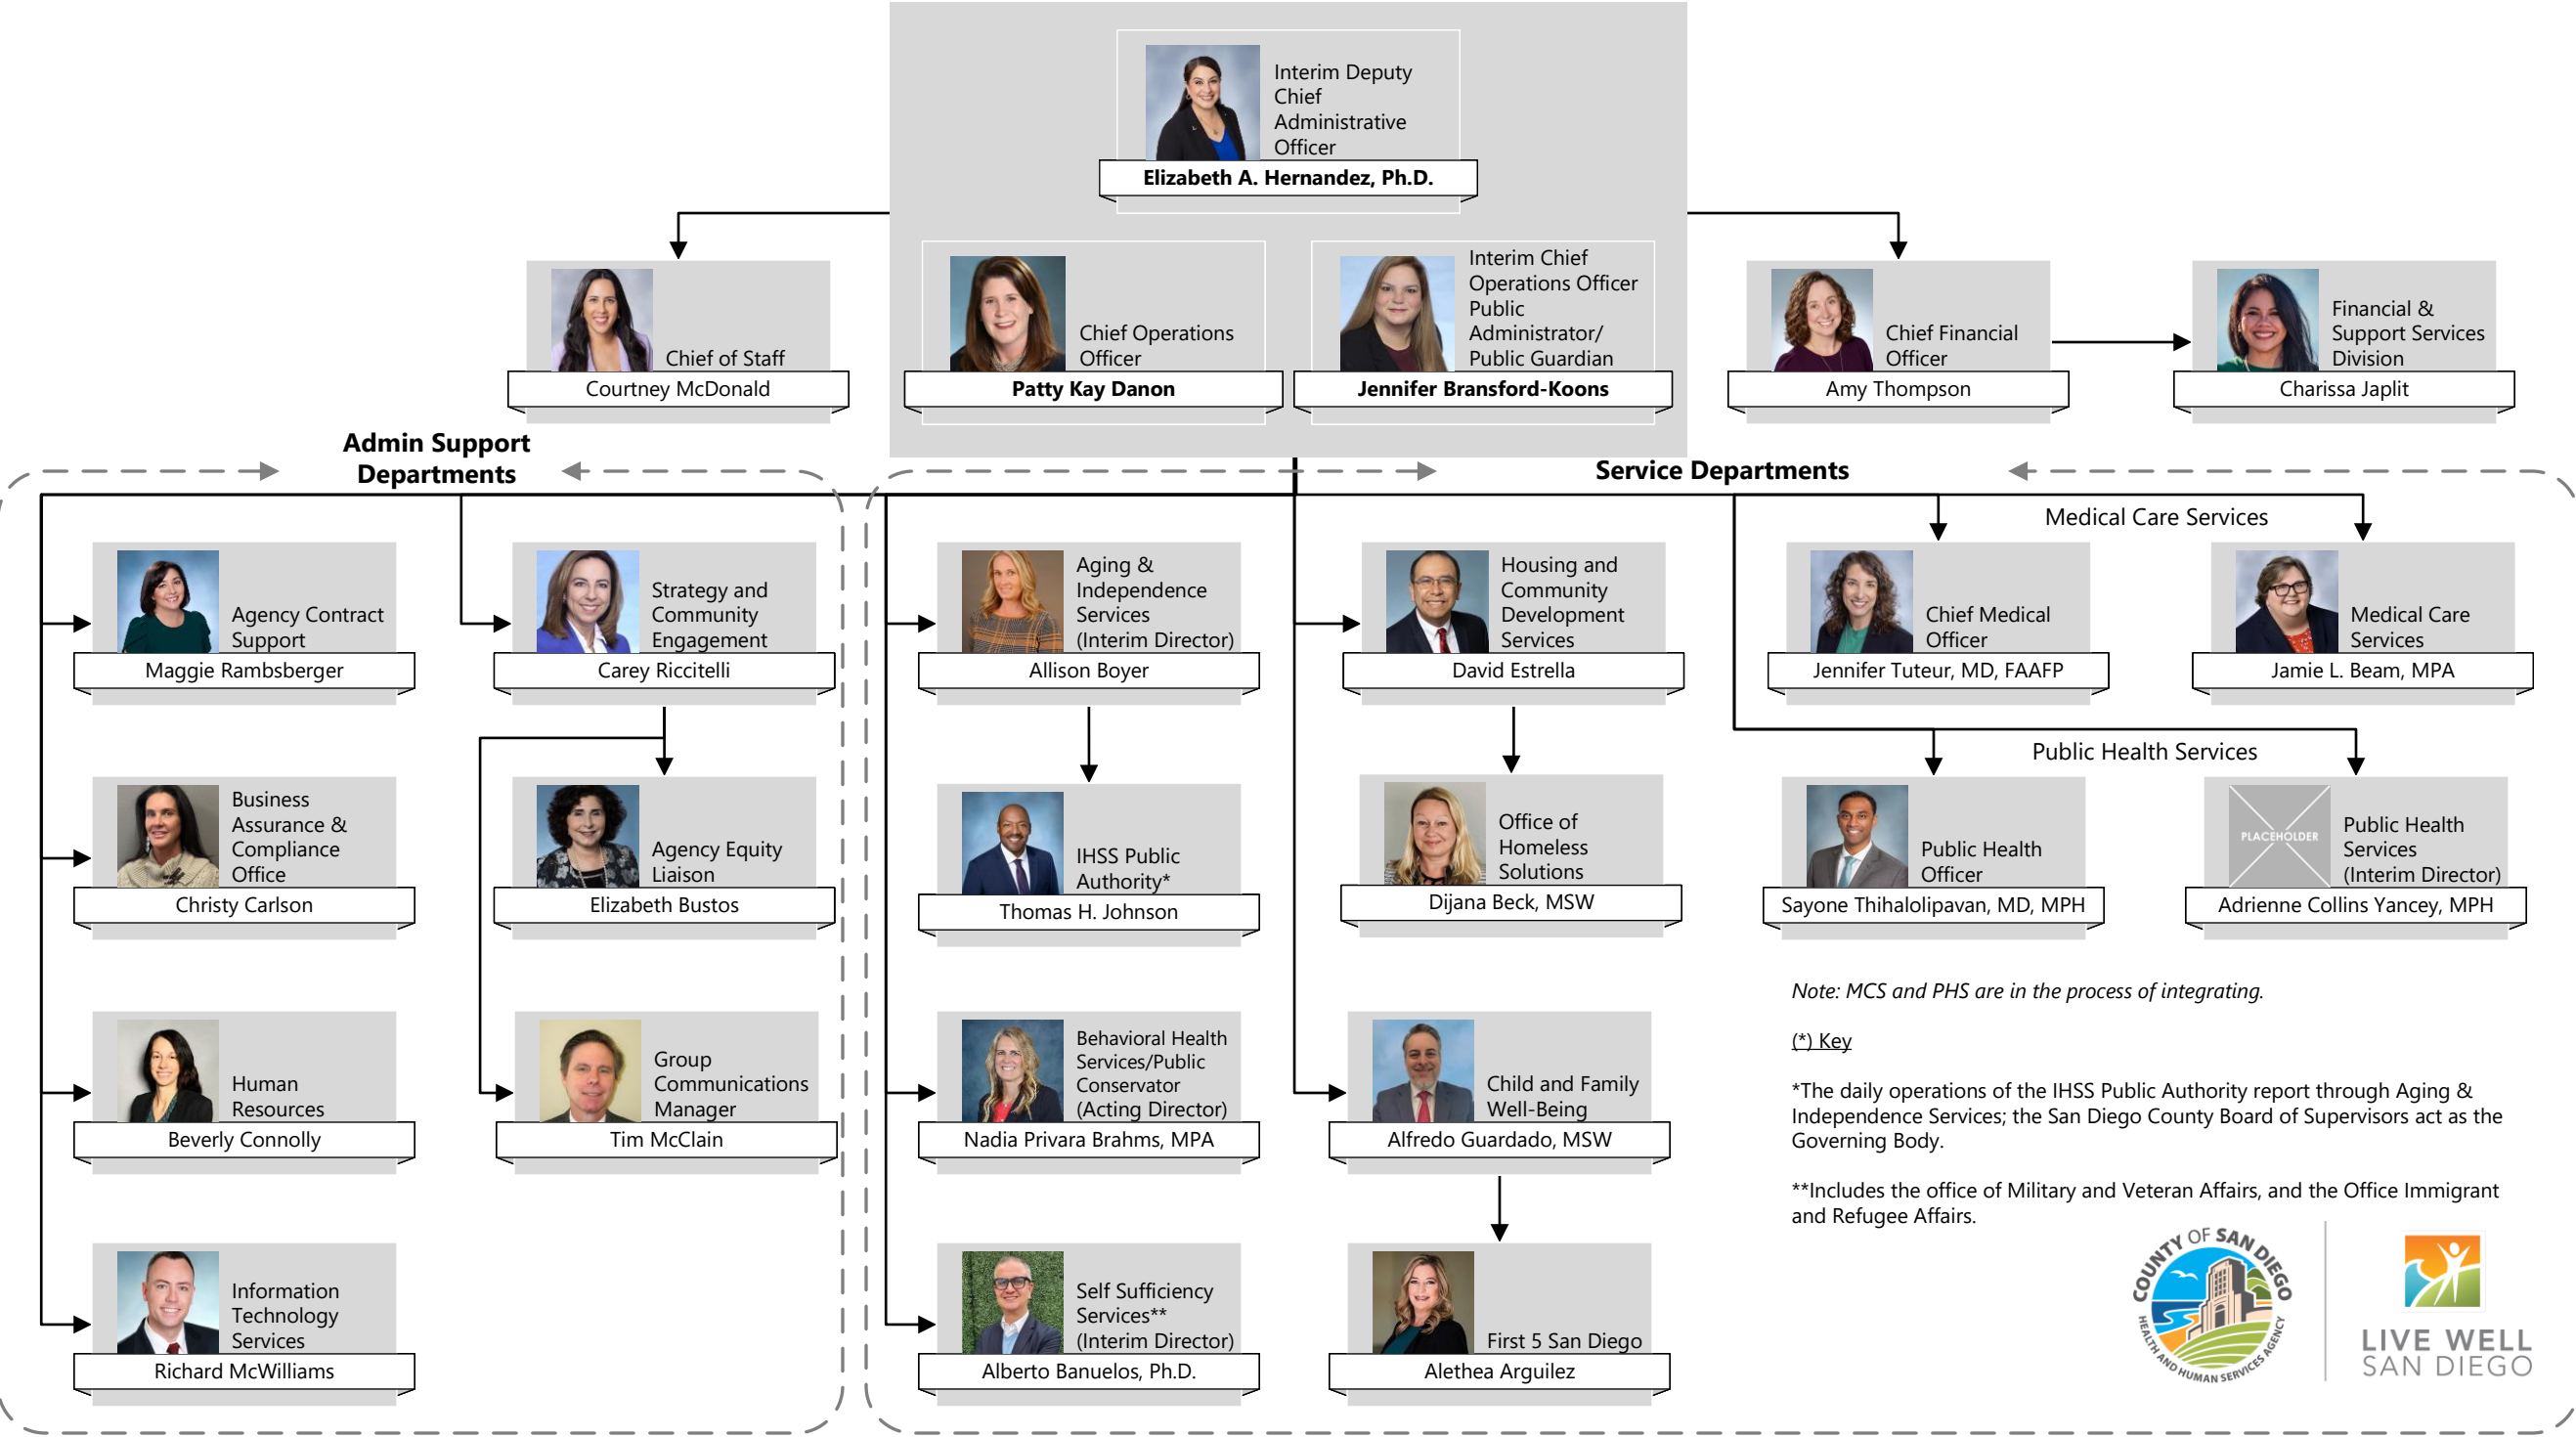 Interim Deputy
Chief
Administrative
Officer
Elizabeth A. Hernandez, Ph.D.
Chief of Staff
Courtney McDonald
Chief Operations
Officer
Patty Kay Danon
Interim Chief
Operations Officer
Public
Administrator/
Public Guardian
Jennifer Bransford-Koons
Chief Financial
Officer
Amy Thompson
Financial &
Support Services
Division
Charissa Japlit
Admin Support
Departments
Service Departments
Agency Contract
Support
Maggie Rambsberger
Strategy and
Community
Engagement
Carey Riccitelli
Aging &
Independence
Services
(Interim Director)
Allison Boyer
Housing and
Community
Development
Services
David Estrella
Medical Care Services
Chief Medical
Officer
Jennifer Tuteur, MD, FAAFP
Medical Care
Services
Jamie L. Beam, MPA
Business
Assurance &
Compliance
Office
Christy Carlson
Agency Equity
Liaison
Elizabeth Bustos
IHSS Public
Authority*
Thomas H. Johnson
Office of
Homeless
Solutions
Dijana Beck, MSW
Public Health Services
Public Health
Officer
Sayone Thihalolipavan, MD, MPH
PLACEHOLDER
Public Health
Services
(Interim Director)
Adrienne Collins Yancey, MPH
Human
Resources
Beverly Connolly
Group
Communications
Manager
Tim McClain
Behavioral Health
Services/Public
Conservator
(Acting Director)
Nadia Privara Brahms, MPA
Child and Family
Well-Being
Alfredo Guardado, MSW
Information
Technology
Services
Richard McWilliams
Self Sufficiency
Services**
(Interim Director)
Alberto Banuelos, Ph.D.
First 5 San Diego
Alethea Arguilez
Note: MCS and PHS are in the process of integrating.
(*) Key
*The daily operations of the IHSS Public Authority report through Aging &
Independence Services; the San Diego County Board of Supervisors act as the
Governing Body.
**Includes the office of Military and Veteran Affairs, and the Office Immigrant
and Refugee Affairs.
COUNTY OF SAN DIEGO
HEALTH AND HUMAN SERVICES AGENCY
LIVE WELL
SAN DIEGO